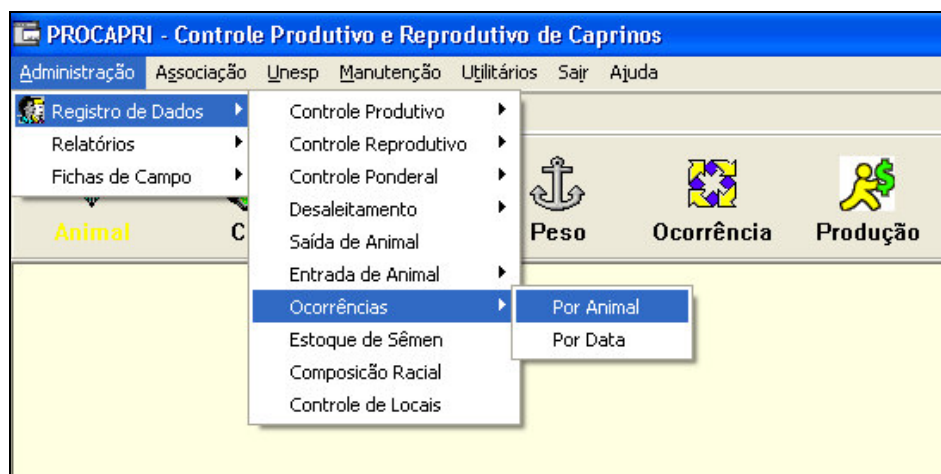 PROCAPRI - Controle Produtivo e Reprodutivo de Caprinos
Administração Associação Unesp Manutenção Utilitários Sair Ajuda
Registro de Dados
Relatórios
Fichas de Campo
Controle Produtivo
Controle Reprodutivo
Controle Ponderal
Desaleitamento
Saída de Animal
Entrada de Animal
Ocorrências
Estoque de Sêmen
Composicão Racial
Controle de Locais
Por Animal
Por Data
Animal C Peso Ocorrência Produção